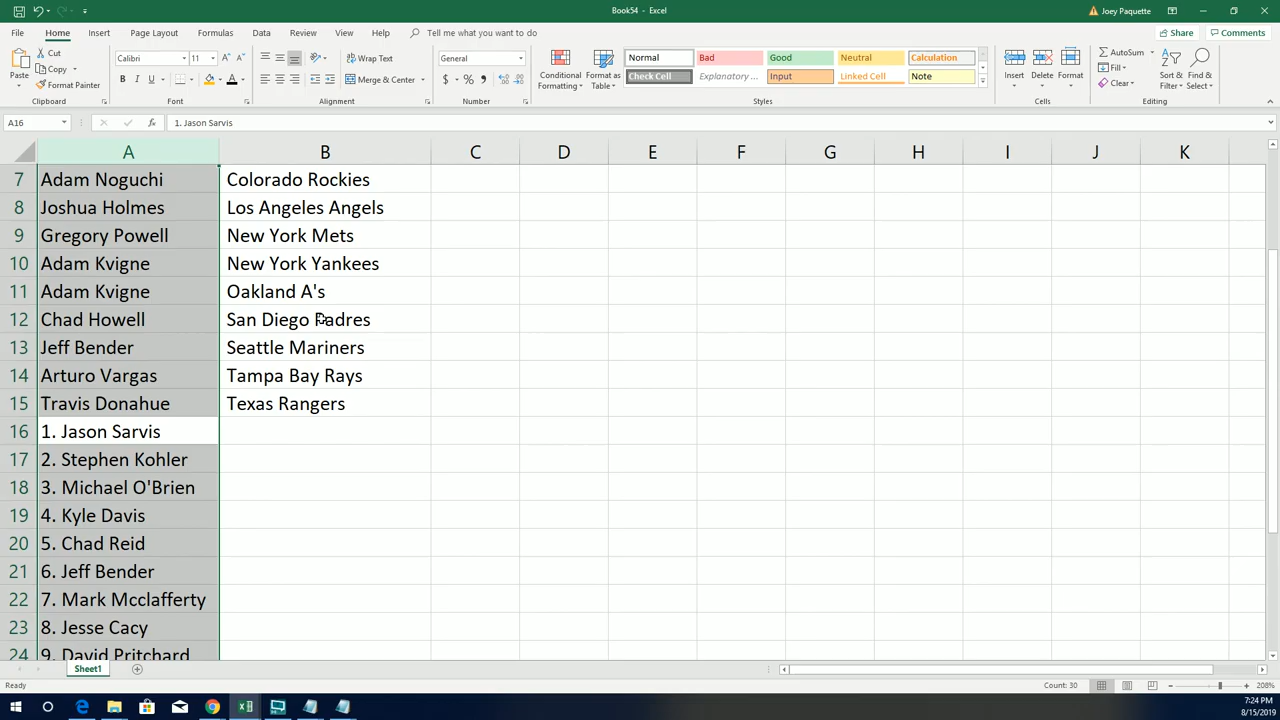 Book54 - Excel
Joey Paquette
File Home Insert Page Layout Formulas Data Review View Help Tell me what you want to do Share Comments
Paste Cut Copy Format Painter Clipboard
Calibri 11 B I U A Font
Wrap Text Merge & Center Alignment
General $ % , Number
Conditional Formatting Format as Table
Normal Bad Good Neutral Calculation
Check Cell Explanatory ... Input Linked Cell Note
Styles
Insert Delete Format Cells
AutoSum Fill Clear Sort & Filter Find & Select Editing
A16 fx 1. Jason Sarvis
A B C D E F G H I J K
7 Adam Noguchi Colorado Rockies
8 Joshua Holmes Los Angeles Angels
9 Gregory Powell New York Mets
10 Adam Kvigne New York Yankees
11 Adam Kvigne Oakland A's
12 Chad Howell San Diego Padres
13 Jeff Bender Seattle Mariners
14 Arturo Vargas Tampa Bay Rays
15 Travis Donahue Texas Rangers
16 1. Jason Sarvis
17 2. Stephen Kohler
18 3. Michael O'Brien
19 4. Kyle Davis
20 5. Chad Reid
21 6. Jeff Bender
22 7. Mark Mcclafferty
23 8. Jesse Cacy
24 9. David Pritchard
Sheet1
Ready Count: 30 208%
7:24 PM
8/15/2019